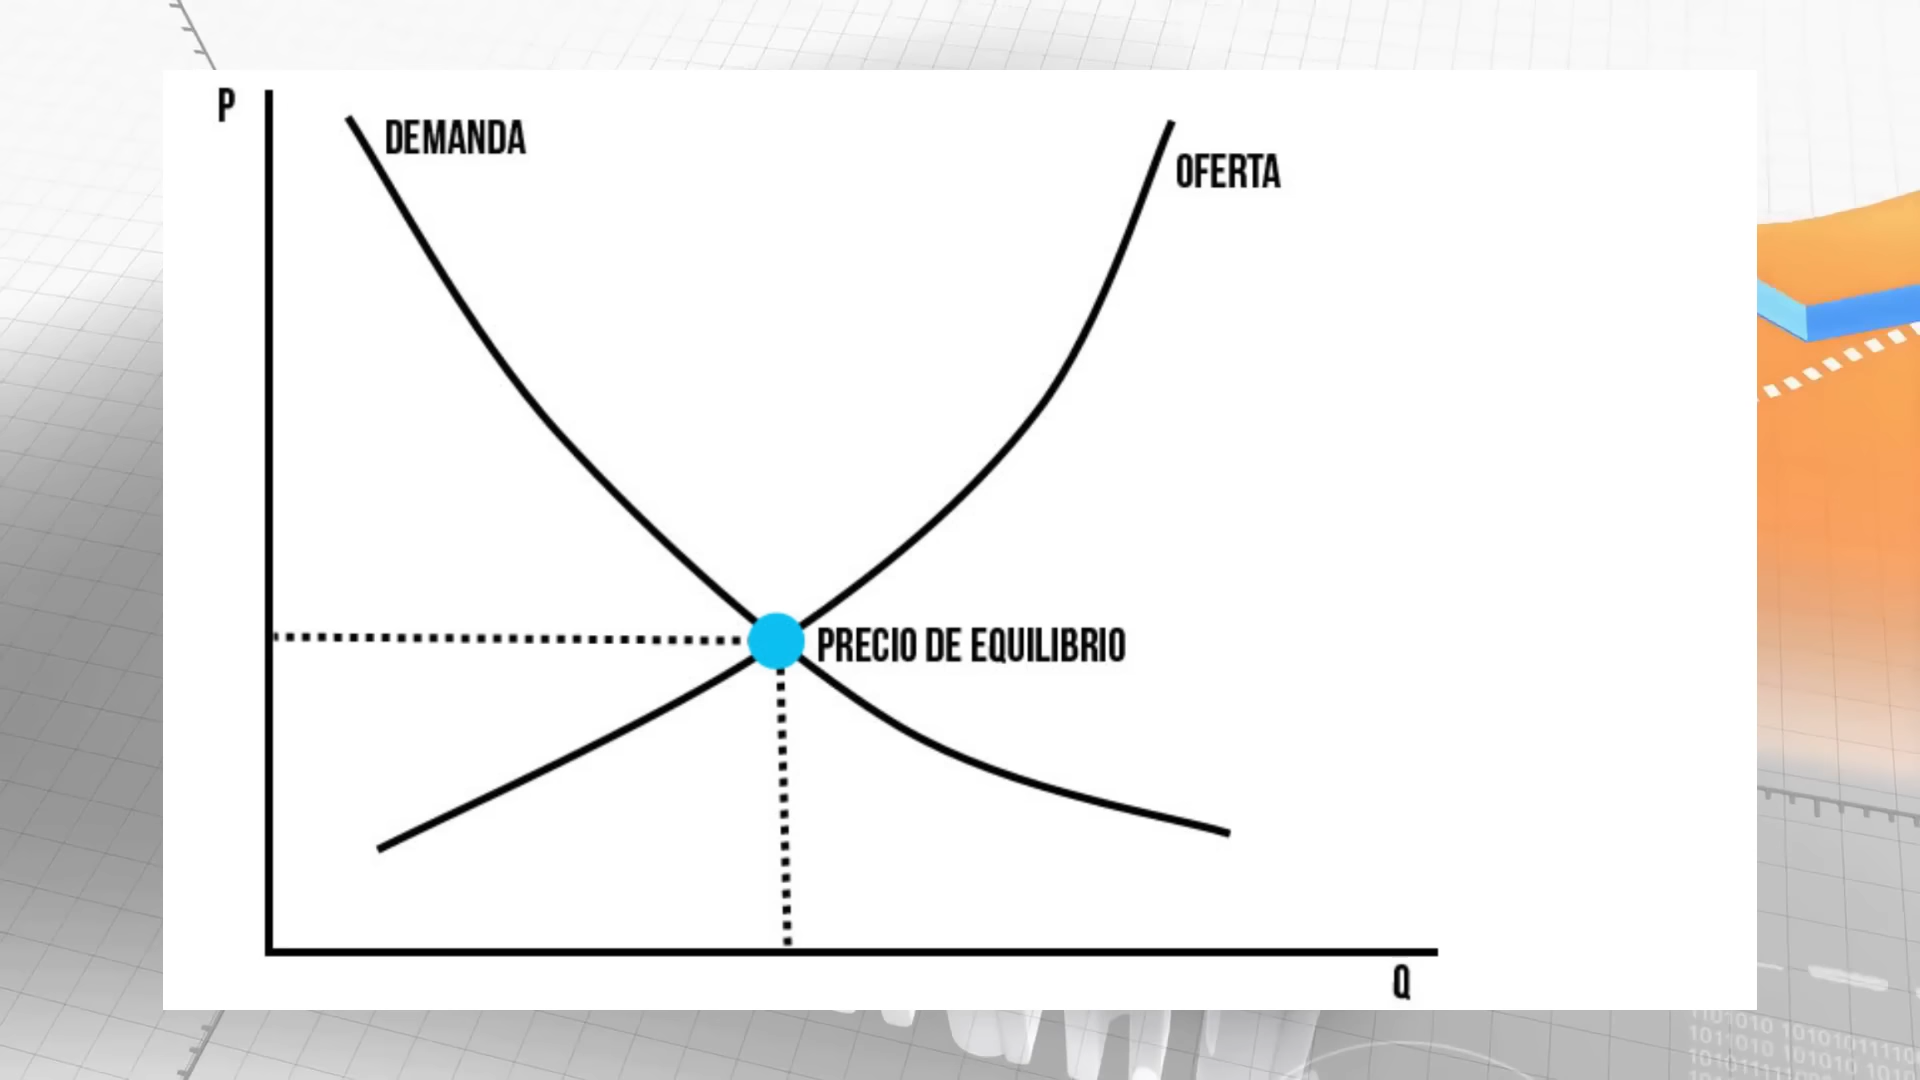 P
DEMANDA
OFERTA
PRECIO DE EQUILIBRIO
Q